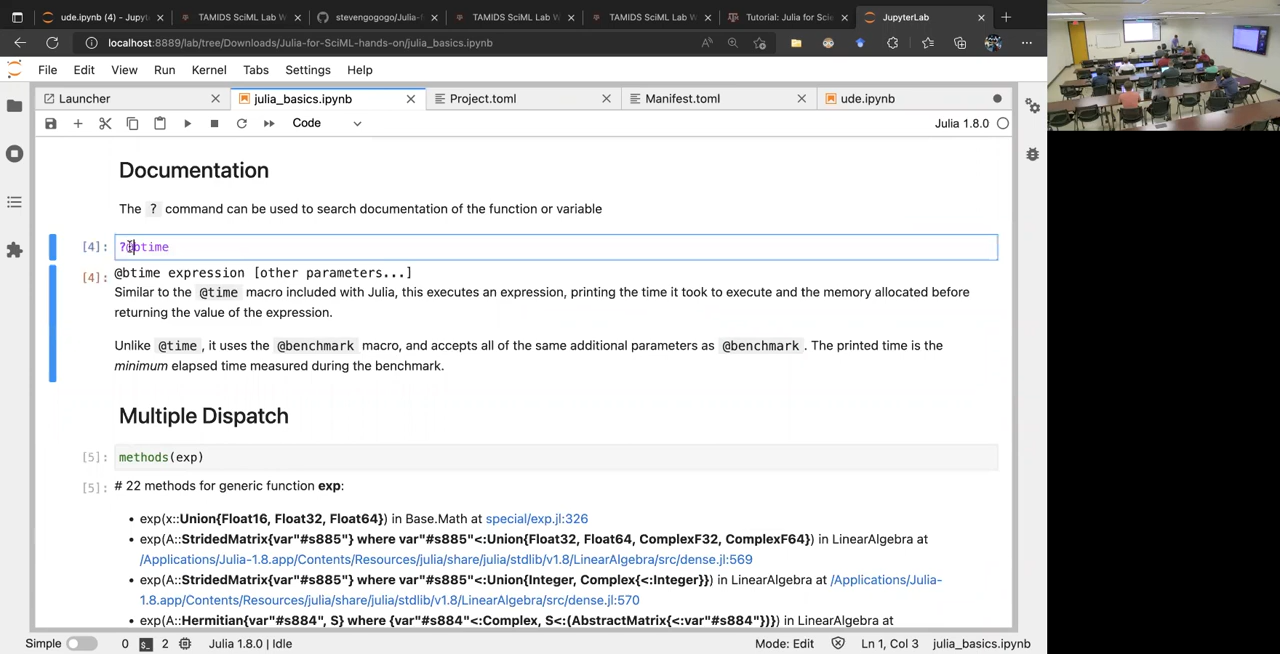 ude.ipynb (4) - Jupyt
TAMIDS SciML Lab W
stevengogogo/Julia-
TAMIDS SciML Lab W
TAMIDS SciML Lab W
Tutorial: Julia for Scie
JupyterLab
localhost:8889/lab/tree/Downloads/Julia-for-SciML-hands-on/julia_basics.ipynb
File Edit View Run Kernel Tabs Settings Help
Launcher
julia_basics.ipynb
Project.toml
Manifest.toml
ude.ipynb
Code
Julia 1.8.0
Documentation
The ? command can be used to search documentation of the function or variable
[4]: ?@btime
[4]: @btime expression [other parameters...]
Similar to the @time macro included with Julia, this executes an expression, printing the time it took to execute and the memory allocated before
returning the value of the expression.
Unlike @time , it uses the @benchmark macro, and accepts all of the same additional parameters as @benchmark . The printed time is the
minimum elapsed time measured during the benchmark.
Multiple Dispatch
[5]: methods(exp)
[5]: # 22 methods for generic function exp:
• exp(x::Union{Float16, Float32, Float64}) in Base.Math at special/exp.jl:326
• exp(A::StridedMatrix{var"#s885"} where var"#s885"<:Union{Float32, Float64, ComplexF32, ComplexF64}) in LinearAlgebra at
/Applications/Julia-1.8.app/Contents/Resources/julia/share/julia/stdlib/v1.8/LinearAlgebra/src/dense.jl:569
• exp(A::StridedMatrix{var"#s885"} where var"#s885"<:Union{Integer, Complex{<:Integer}}) in LinearAlgebra at /Applications/Julia-
1.8.app/Contents/Resources/julia/share/julia/stdlib/v1.8/LinearAlgebra/src/dense.jl:570
• exp(A::Hermitian{var"#s884", S} where {var"#s884"<:Complex, S<:(AbstractMatrix{<:var"#s884"})}) in LinearAlgebra at
Simple 0 2 Julia 1.8.0 | Idle Mode: Edit Ln 1, Col 3 julia_basics.ipynb